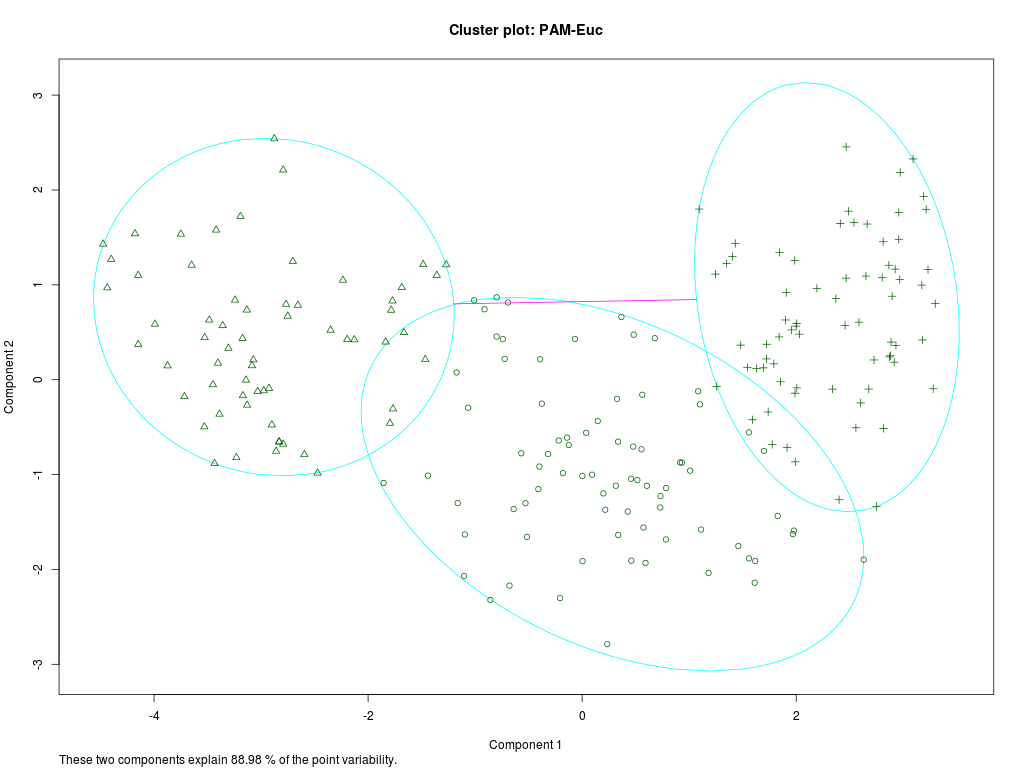 Cluster plot: PAM-Euc
3
2
1
0
-1
-2
-3
Component 2
-4 -2 0 2
Component 1
These two components explain 88.98 % of the point variability.